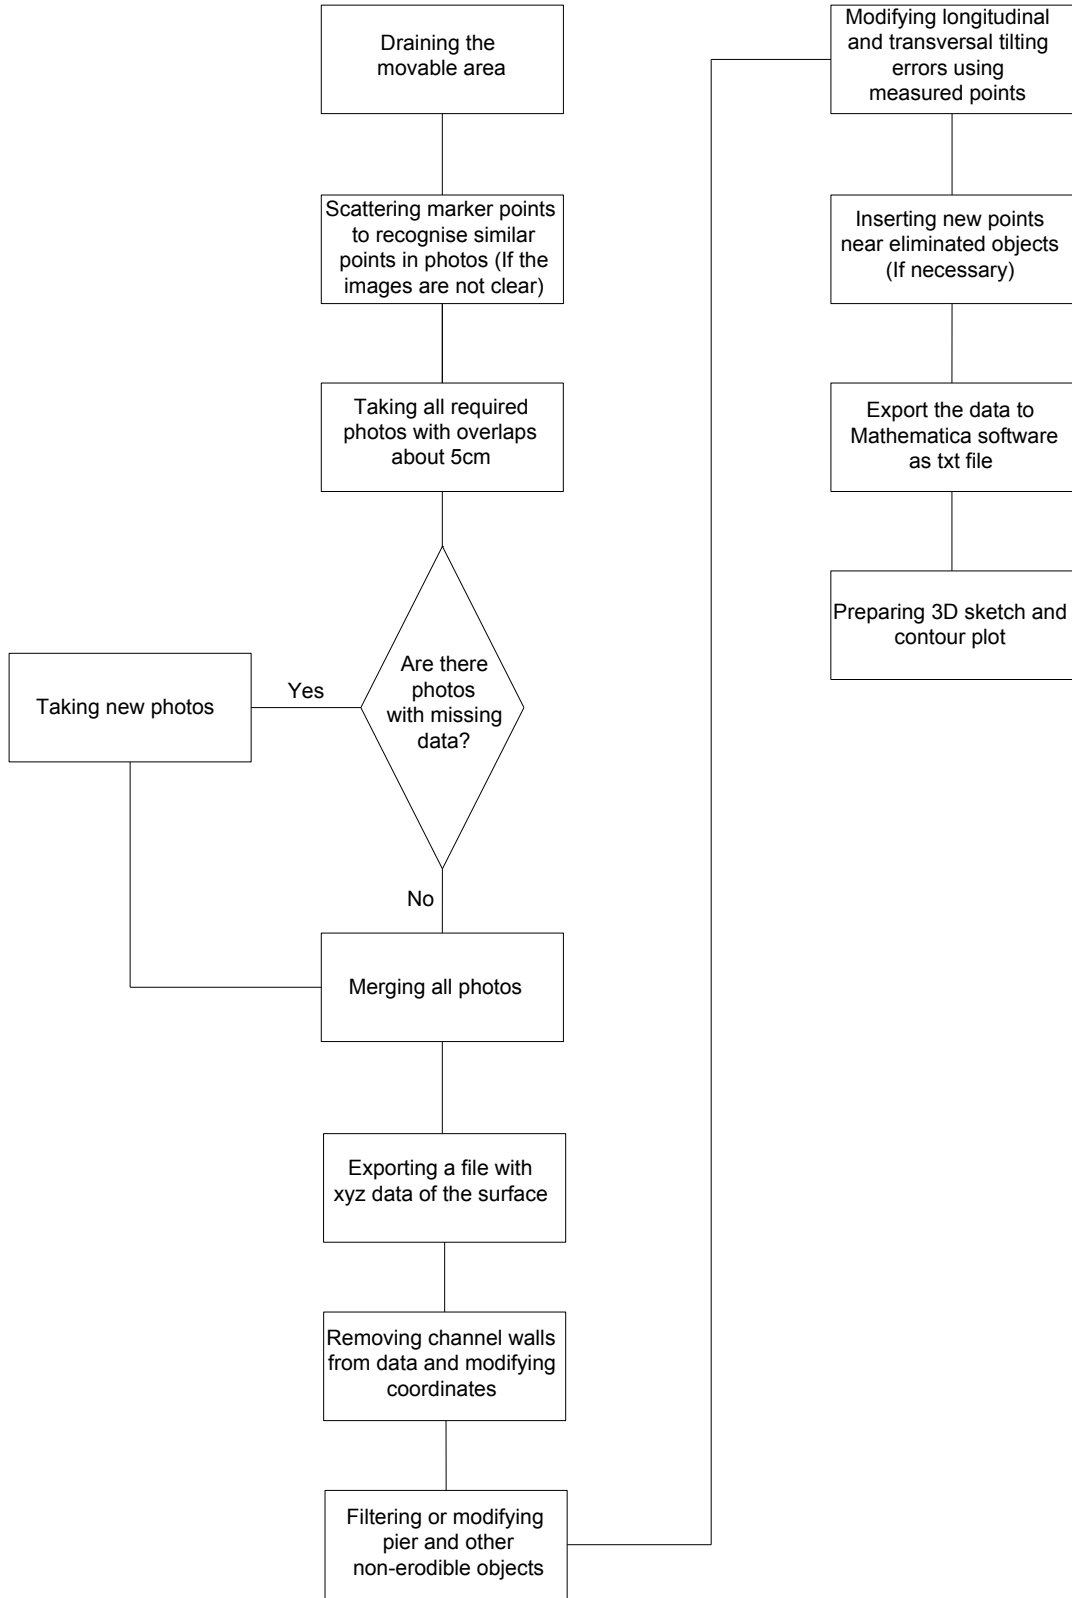 Draining the
movable area
Scattering marker points
to recognise similar
points in photos (If the
images are not clear)
Taking all required
photos with overlaps
about 5cm
Are there
photos
with missing
data?
Yes
Taking new photos
No
Merging all photos
Exporting a file with
xyz data of the surface
Removing channel walls
from data and modifying
coordinates
Filtering or modifying
pier and other
non-erodible objects
Modifying longitudinal
and transversal tilting
errors using
measured points
Inserting new points
near eliminated objects
(If necessary)
Export the data to
Mathematica software
as txt file
Preparing 3D sketch and
contour plot